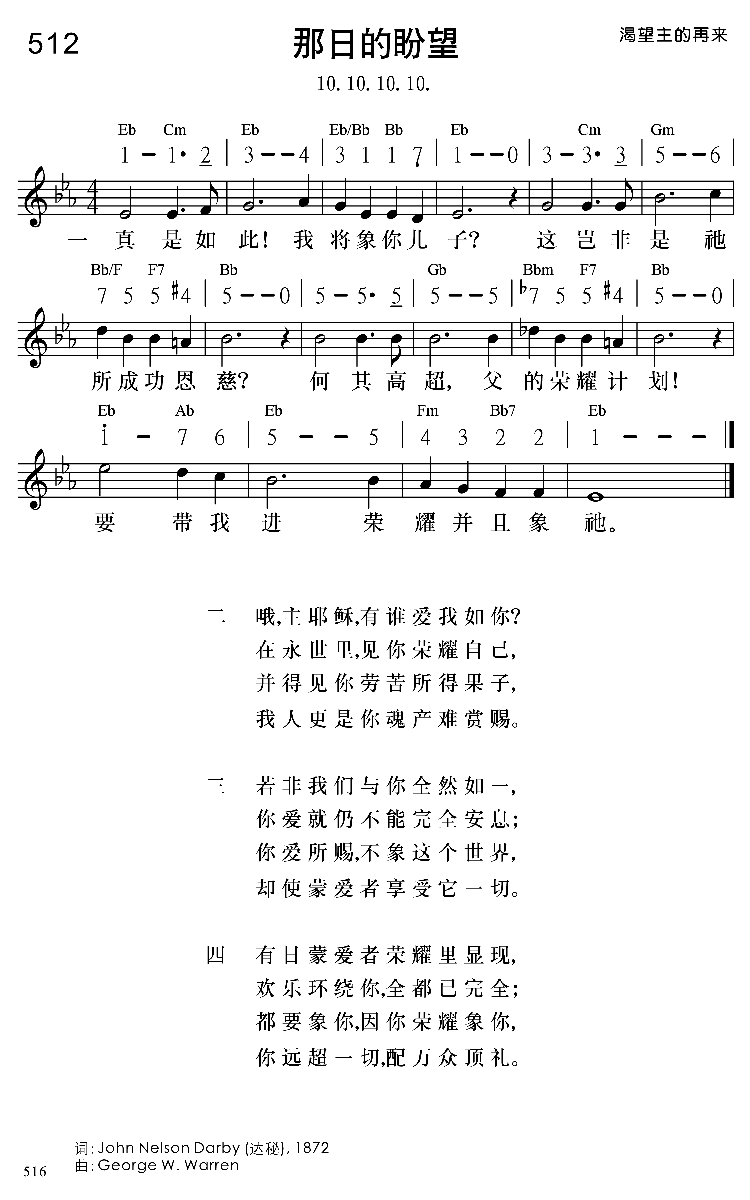 512
那日的盼望
渴望主的再来
10. 10. 10. 10.
Eb Cm Eb Eb/Bb Bb Eb Cm Gm
1 — 1• 2 | 3 — — 4 | 3 1 1 7 | 1 — — 0 | 3 — 3• 3 | 5 — — 6
4
4
一 真 是 如 此! 我 将 象 你 儿 子? 这 岂 非 是 祂
Bb/F F7 Bb Gb Bbm F7 Bb
7 5 5 #4 | 5 — — 0 | 5 — 5• 5 | 5 — — 5 | b7 5 5 #4 | 5 — — 0
所 成 功 恩 慈? 何 其 高 超, 父 的 荣 耀 计 划!
Eb Ab Eb Fm Bb7 Eb
1 — 7 6 | 5 — — 5 | 4 3 2 2 | 1 — — —
要 带 我 进 荣 耀 并且 象 祂。
二 哦,主耶稣,有谁爱我如你?
在永世里,见你荣耀自己,
并得见你劳苦所得果子,
我人更是你魂产难赏赐。
三 若非我们与你全然如一,
你爱就仍不能完全安息;
你爱所赐,不象这个世界,
却使蒙爱者享受它一切。
四 有日蒙爱者荣耀里显现,
欢乐环绕你,全都已完全;
都要象你,因你荣耀象你,
你远超一切,配万众顶礼。
词: John Nelson Darby (达秘), 1872
曲: George W. Warren
516